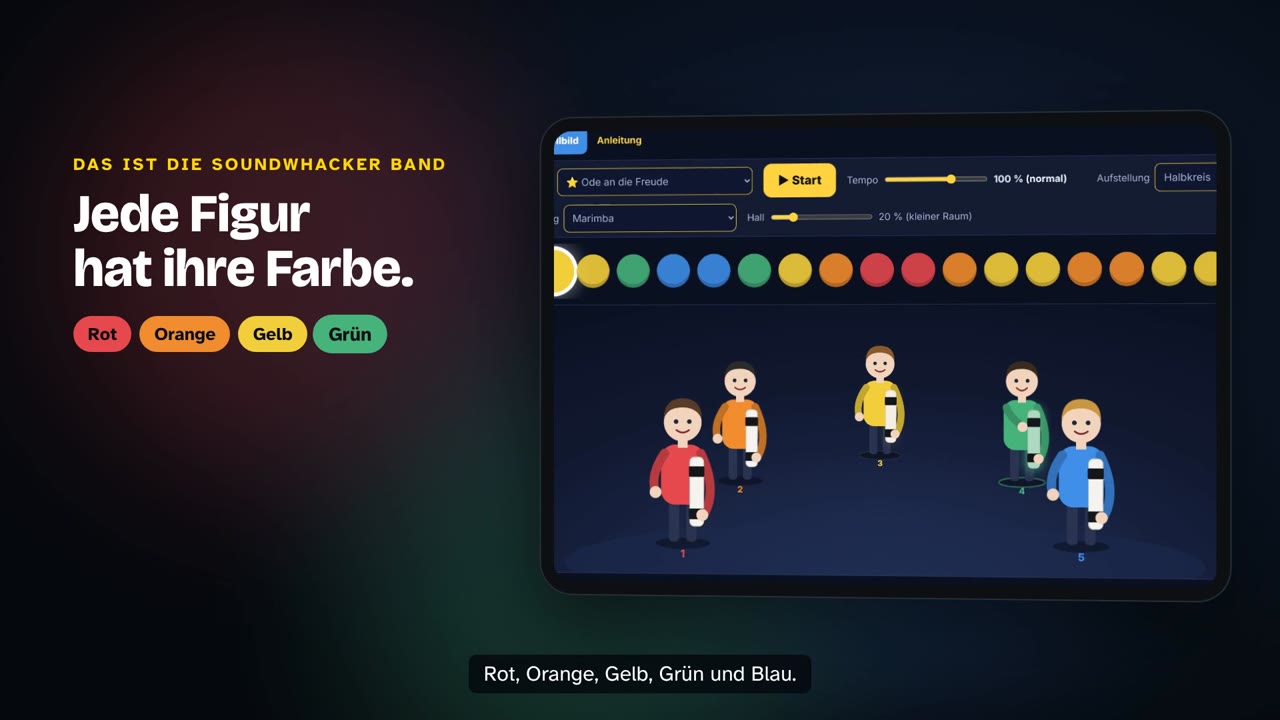 DAS IST DIE SOUNDWHACKER BAND
Jede Figur
hat ihre Farbe.
Rot Orange Gelb Grün
Anleitung
Ode an die Freude
Start
Tempo
100 % (normal)
Aufstellung
Halbkreis
Marimba
Hall
20 % (kleiner Raum)
1
2
3
4
5
Rot, Orange, Gelb, Grün und Blau.